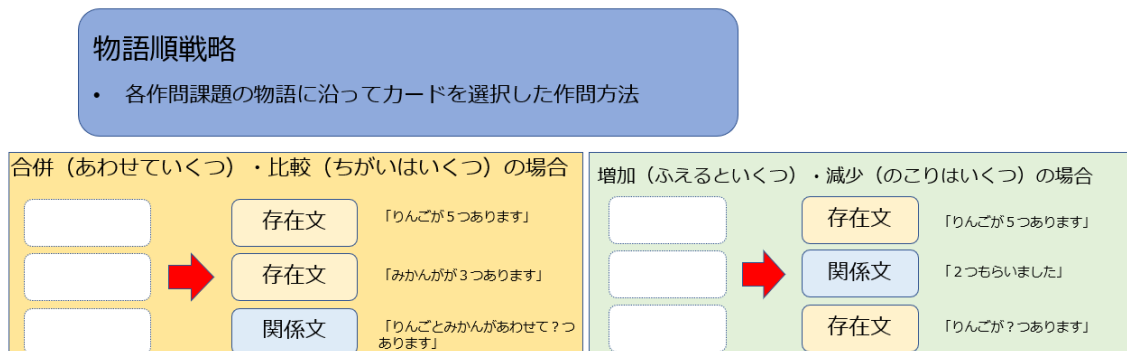 物語順戦略
• 各作問課題の物語に沿ってカードを選択した作問方法
合併（あわせていくつ）・比較（ちがいはいくつ）の場合
存在文 「りんごが５つあります」
存在文 「みかんがが３つあります」
関係文 「りんごとみかんがあわせて？つ
あります」
増加（ふえるといくつ）・減少（のこりはいくつ）の場合
存在文 「りんごが５つあります」
関係文 「２つもらいました」
存在文 「りんごが？つあります」